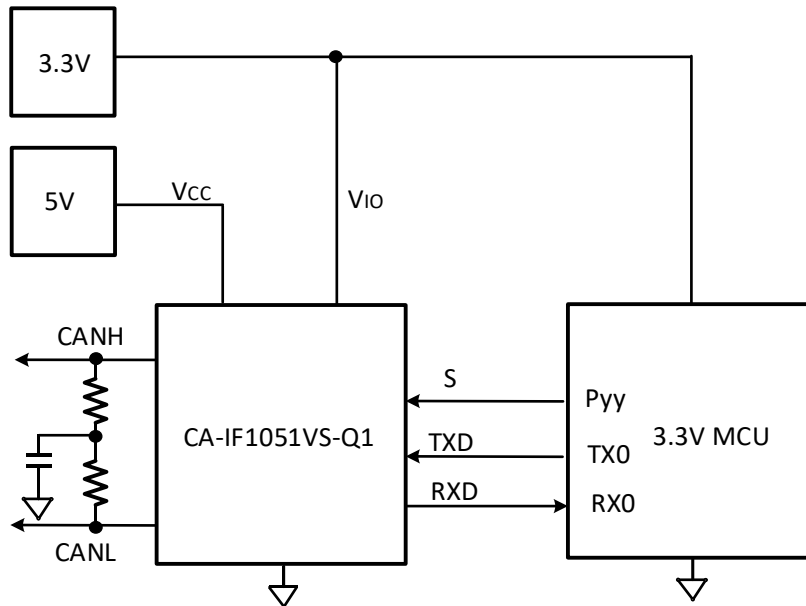 3.3V
5V
VCC
VIO
CANH
S
Pyy
CA-IF1051VS-Q1
3.3V MCU
TXD
TX0
RXD
RX0
CANL